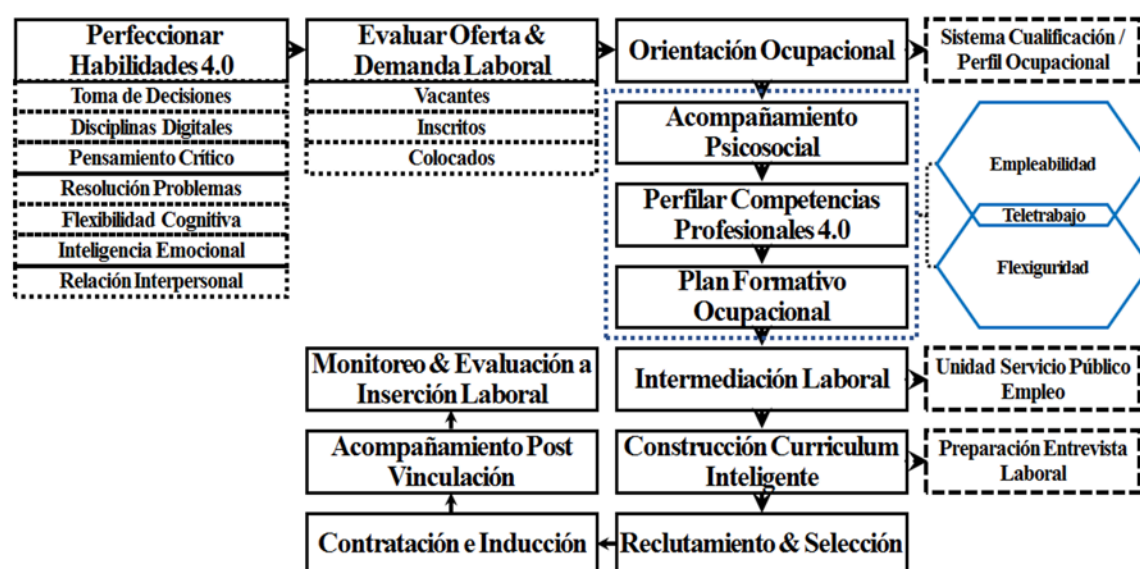 Perfeccionar
Habilidades 4.0
Toma de Decisiones
Disciplinas Digitales
Pensamiento Crítico
Resolución Problemas
Flexibilidad Cognitiva
Inteligencia Emocional
Relación Interpersonal
Evaluar Oferta &
Demanda Laboral
Vacantes
Inscritos
Colocados
Orientación Ocupacional
Sistema Cualificación /
Perfil Ocupacional
Acompañamiento
Psicosocial
Perfilar Competencias
Profesionales 4.0
Plan Formativo
Ocupacional
Empleabilidad
Teletrabajo
Flexiguridad
Intermediación Laboral
Unidad Servicio Público
Empleo
Construcción Curriculum
Inteligente
Preparación Entrevista
Laboral
Reclutamiento & Selección
Contratación e Inducción
Acompañamiento Post
Vinculación
Monitoreo & Evaluación a
Inserción Laboral